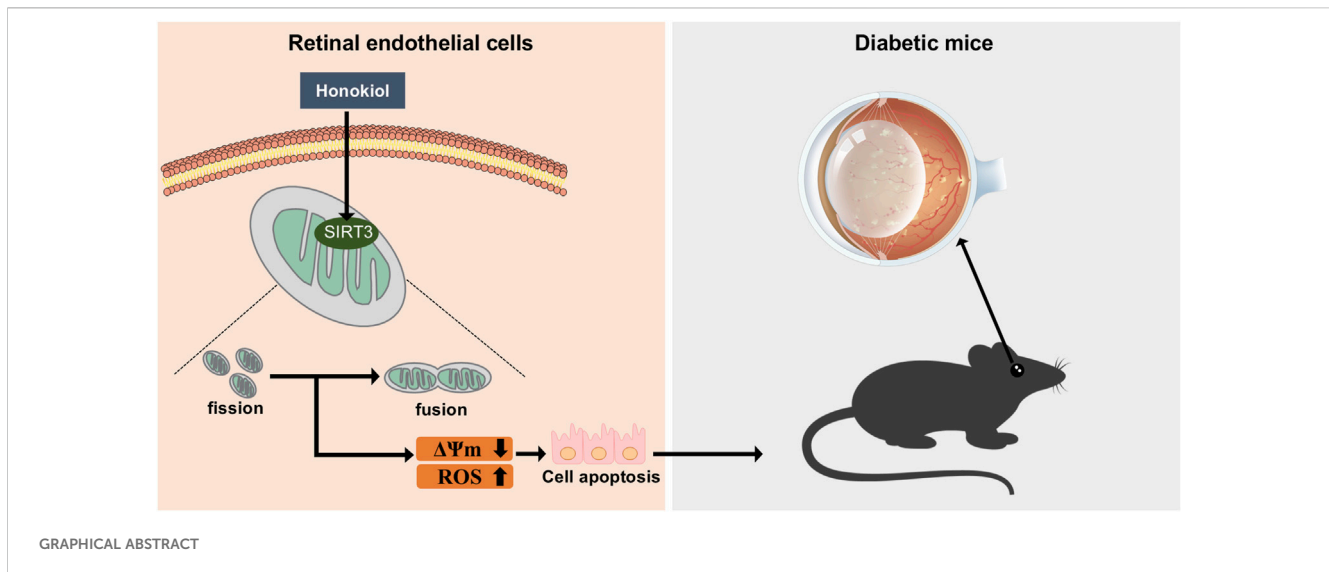 Retinal endothelial cells
Diabetic mice
Honokiol
SIRT3
fission
fusion
ΔΨm
ROS
Cell apoptosis
GRAPHICAL ABSTRACT